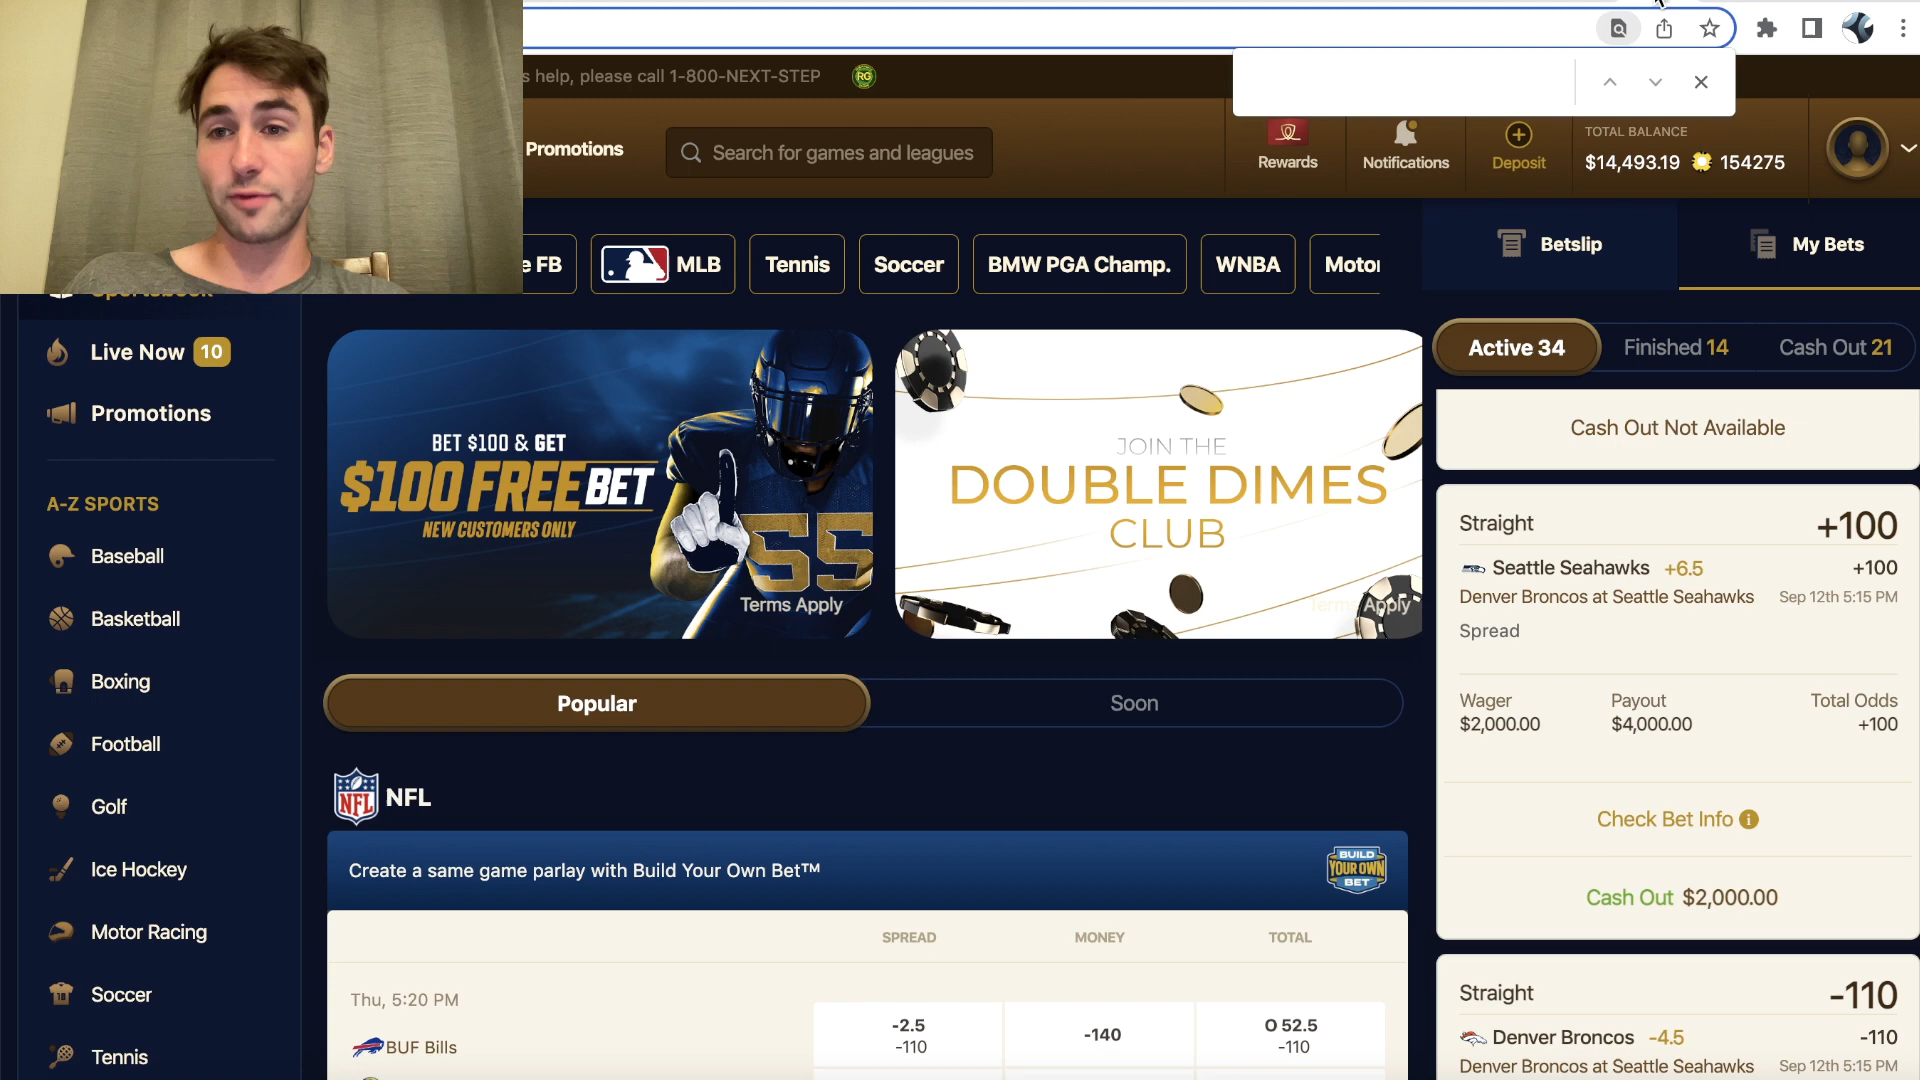 s help, please call 1-800-NEXT-STEP
RG
Promotions
Search for games and leagues
Rewards
Notifications
Deposit
TOTAL BALANCE
$14,493.19 154275
e FB
MLB
Tennis
Soccer
BMW PGA Champ.
WNBA
Motor
Betslip
My Bets
Sportsbook
Live Now 10
Promotions
A-Z SPORTS
Baseball
Basketball
Boxing
Football
Golf
Ice Hockey
Motor Racing
Soccer
Tennis
BET $100 & GET
$100 FREE BET
NEW CUSTOMERS ONLY
55
Terms Apply
JOIN THE
DOUBLE DIMES
CLUB
Terms Apply
Popular
Soon
NFL
NFL
Create a same game parlay with Build Your Own Bet™
BUILD
YOUR OWN
BET
SPREAD MONEY TOTAL
Thu, 5:20 PM
BUF Bills
-2.5
-110
-140
O 52.5
-110
Active 34
Finished 14
Cash Out 21
Cash Out Not Available
Straight +100
Seattle Seahawks +6.5 +100
Denver Broncos at Seattle Seahawks Sep 12th 5:15 PM
Spread
Wager Payout Total Odds
$2,000.00 $4,000.00 +100
Check Bet Info
Cash Out $2,000.00
Straight -110
Denver Broncos -4.5 -110
Denver Broncos at Seattle Seahawks Sep 12th 5:15 PM